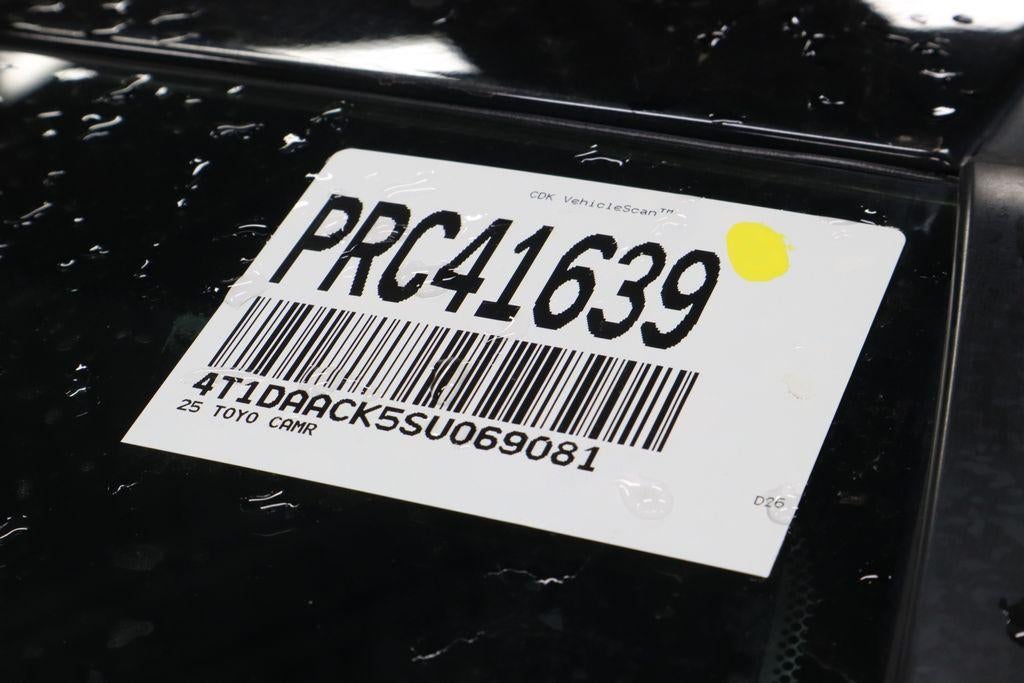 CDK VehicleScan™
PRC41639
4T1DAACK5SU069081
25 TOYO CAMR
D26